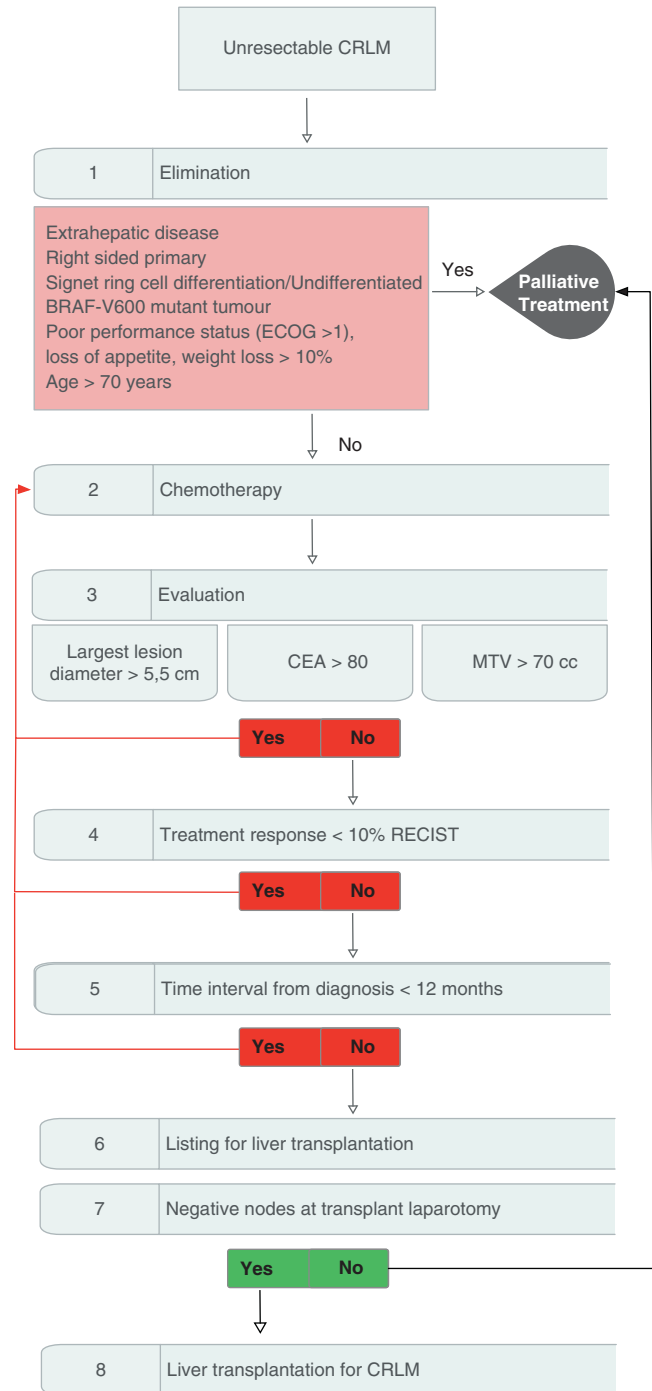 Unresectable CRLM
1 Elimination
Extrahepatic disease
Right sided primary
Signet ring cell differentiation/Undifferentiated
BRAF-V600 mutant tumour
Poor performance status (ECOG >1),
loss of appetite, weight loss > 10%
Age > 70 years
Yes
Palliative
Treatment
No
2 Chemotherapy
3 Evaluation
Largest lesion
diameter > 5,5 cm
CEA > 80
MTV > 70 cc
Yes No
4 Treatment response < 10% RECIST
Yes No
5 Time interval from diagnosis < 12 months
Yes No
6 Listing for liver transplantation
7 Negative nodes at transplant laparotomy
Yes No
8 Liver transplantation for CRLM